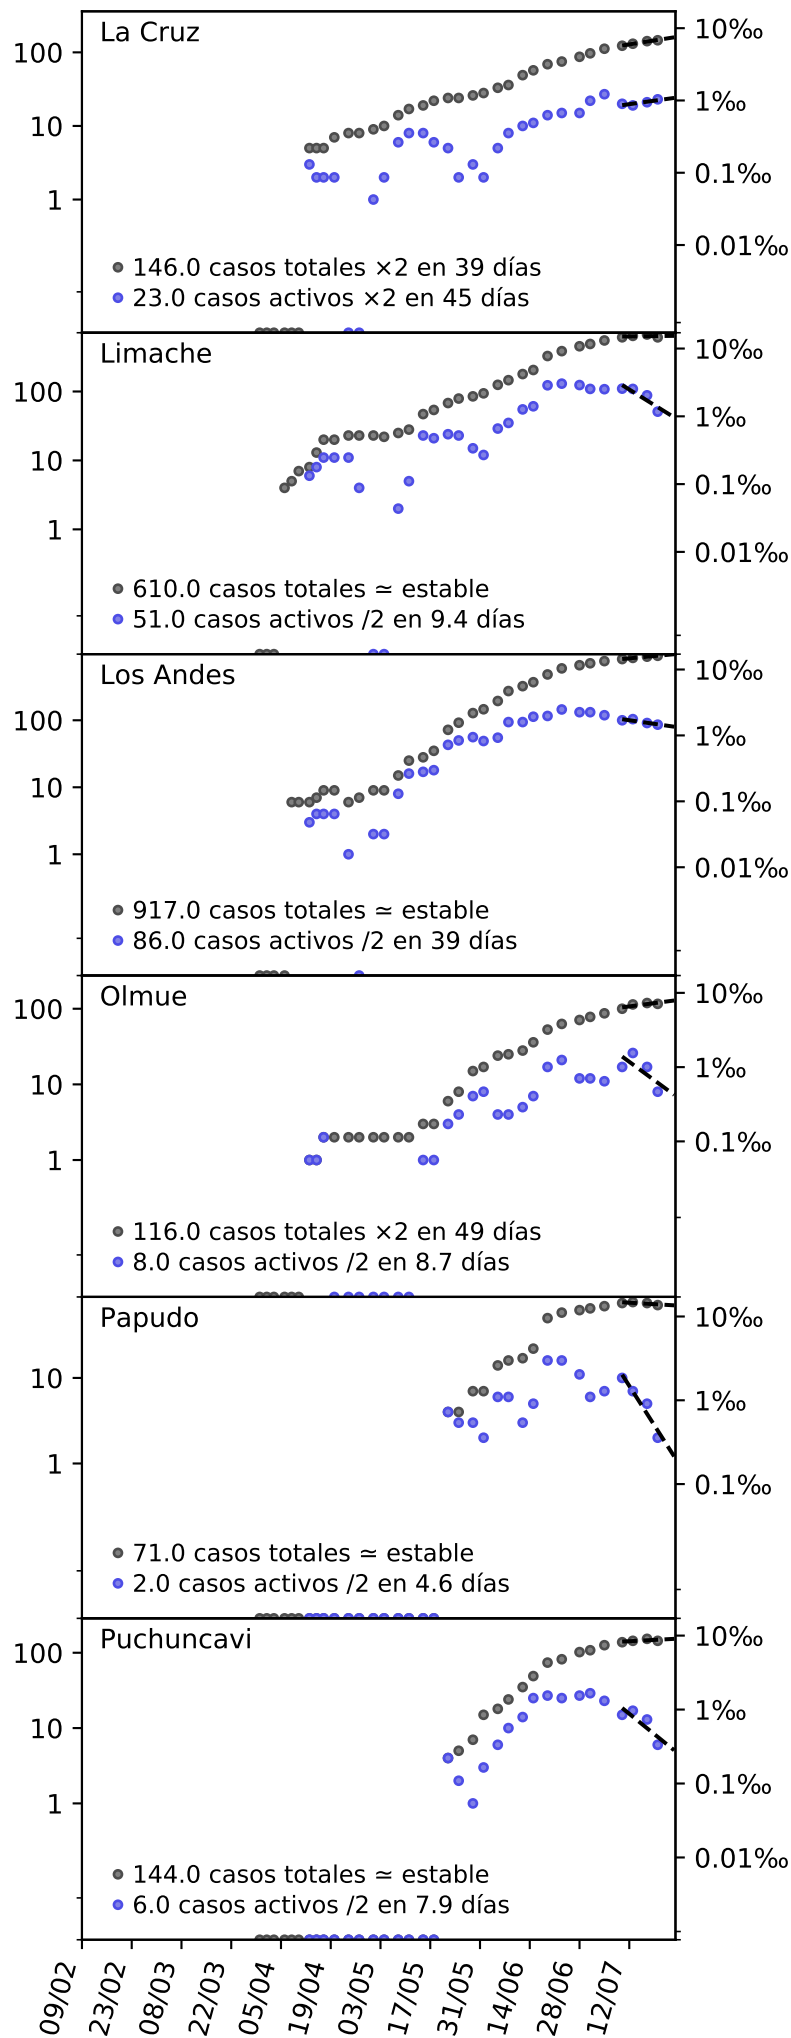 La Cruz
100
10
1
10‰
1‰
0.1‰
0.01‰
146.0 casos totales ×2 en 39 días
23.0 casos activos ×2 en 45 días
Limache
100
10
1
10‰
1‰
0.1‰
0.01‰
610.0 casos totales ≃ estable
51.0 casos activos /2 en 9.4 días
Los Andes
100
10
1
10‰
1‰
0.1‰
0.01‰
917.0 casos totales ≃ estable
86.0 casos activos /2 en 39 días
Olmue
100
10
1
10‰
1‰
0.1‰
116.0 casos totales ×2 en 49 días
8.0 casos activos /2 en 8.7 días
Papudo
10
1
10‰
1‰
0.1‰
71.0 casos totales ≃ estable
2.0 casos activos /2 en 4.6 días
Puchuncavi
100
10
1
10‰
1‰
0.1‰
0.01‰
144.0 casos totales ≃ estable
6.0 casos activos /2 en 7.9 días
09/02
23/02
08/03
22/03
05/04
19/04
03/05
17/05
31/05
14/06
28/06
12/07